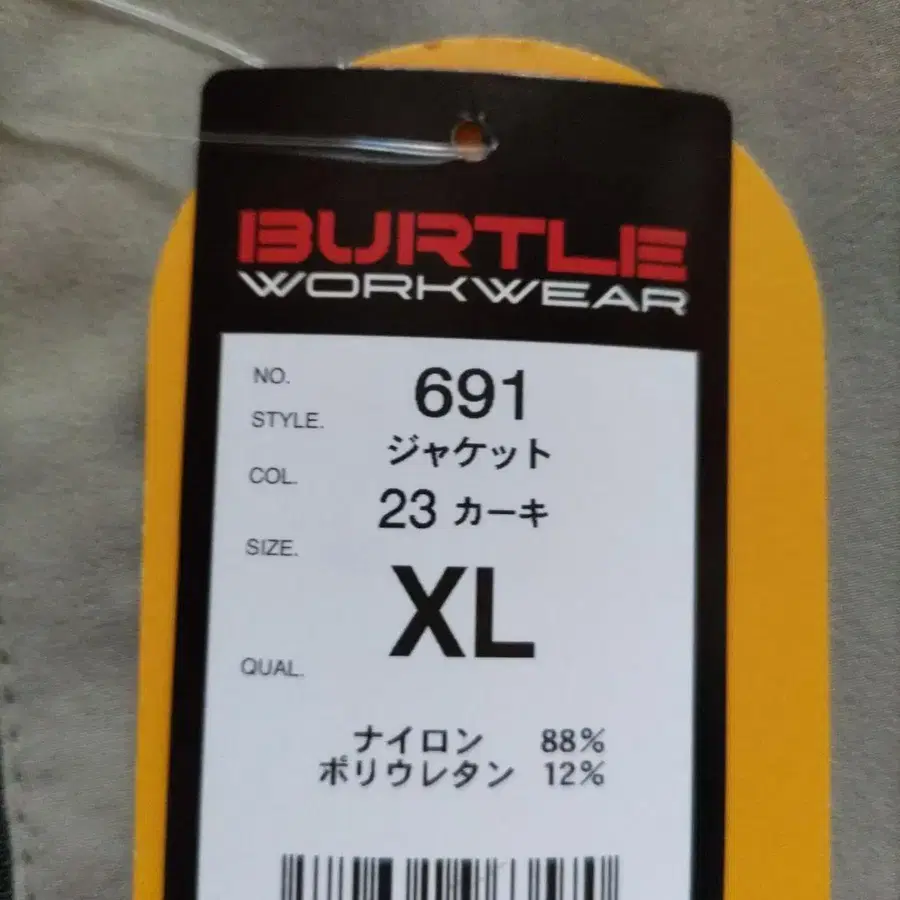 BURTLE
WORKWEAR
NO. 691
STYLE. ジャケット
COL. 23 カーキ
SIZE. XL
QUAL.
ナイロン 88%
ポリウレタン 12%